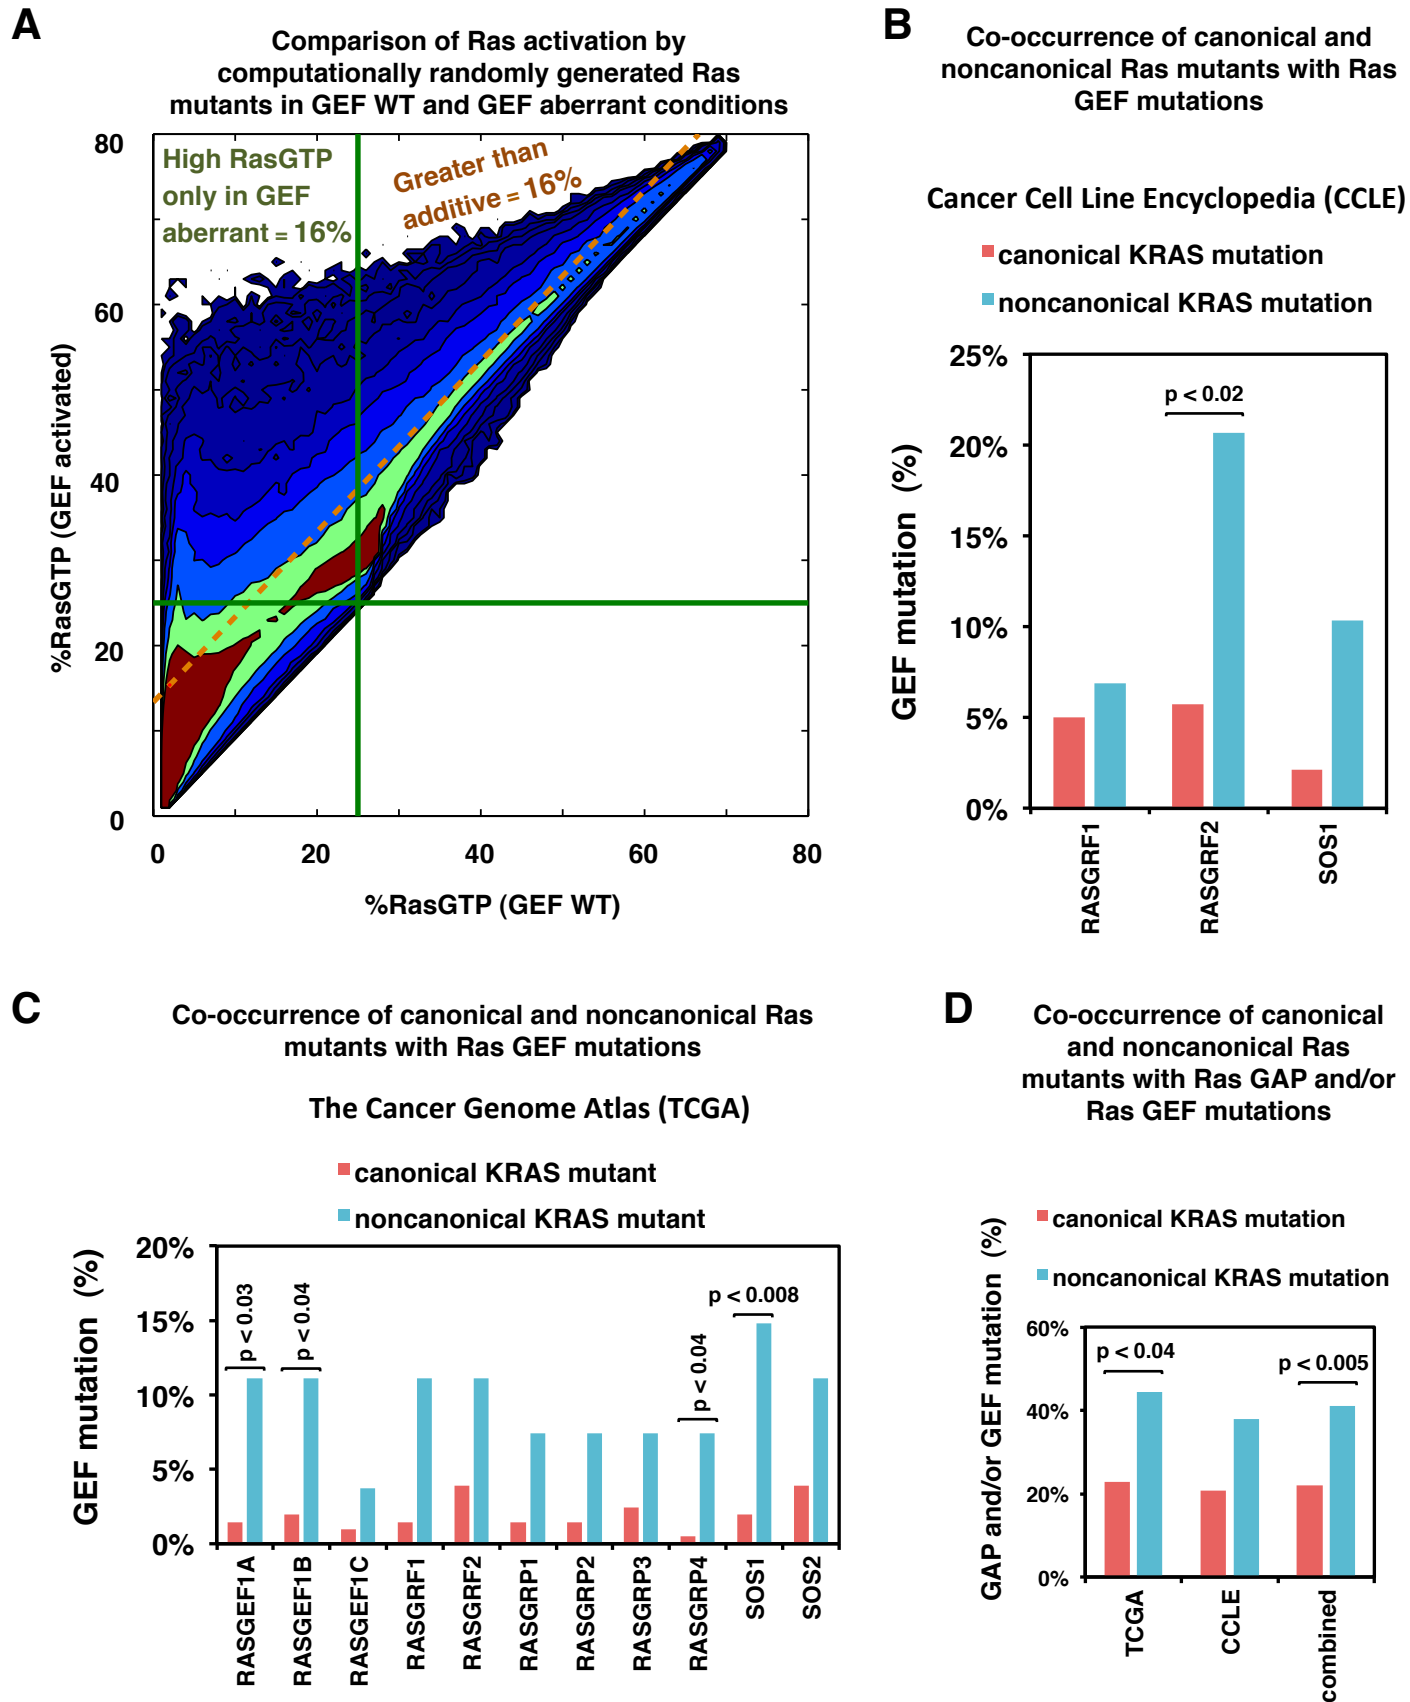 A
Comparison of Ras activation by
computationally randomly generated Ras
mutants in GEF WT and GEF aberrant conditions
High RasGTP
only in GEF
aberrant = 16%
Greater than
additive = 16%
%RasGTP (GEF activated)
80
60
40
20
0
0 20 40 60 80
%RasGTP (GEF WT)
B
Co-occurrence of canonical and
noncanonical Ras mutants with Ras
GEF mutations
Cancer Cell Line Encyclopedia (CCLE)
canonical KRAS mutation
noncanonical KRAS mutation
GEF mutation (%)
25%
20%
15%
10%
5%
0%
p < 0.02
RASGRF1
RASGRF2
SOS1
C
Co-occurrence of canonical and noncanonical Ras
mutants with Ras GEF mutations
The Cancer Genome Atlas (TCGA)
canonical KRAS mutant
noncanonical KRAS mutant
GEF mutation (%)
20%
15%
10%
5%
0%
p < 0.03
p < 0.04
p < 0.04
p < 0.008
RASGEF1A
RASGEF1B
RASGEF1C
RASGRF1
RASGRF2
RASGRP1
RASGRP2
RASGRP3
RASGRP4
SOS1
SOS2
D
Co-occurrence of canonical
and noncanonical Ras
mutants with Ras GAP and/or
Ras GEF mutations
canonical KRAS mutation
noncanonical KRAS mutation
GAP and/or GEF mutation (%)
60%
40%
20%
0%
p < 0.04
p < 0.005
TCGA
CCLE
combined